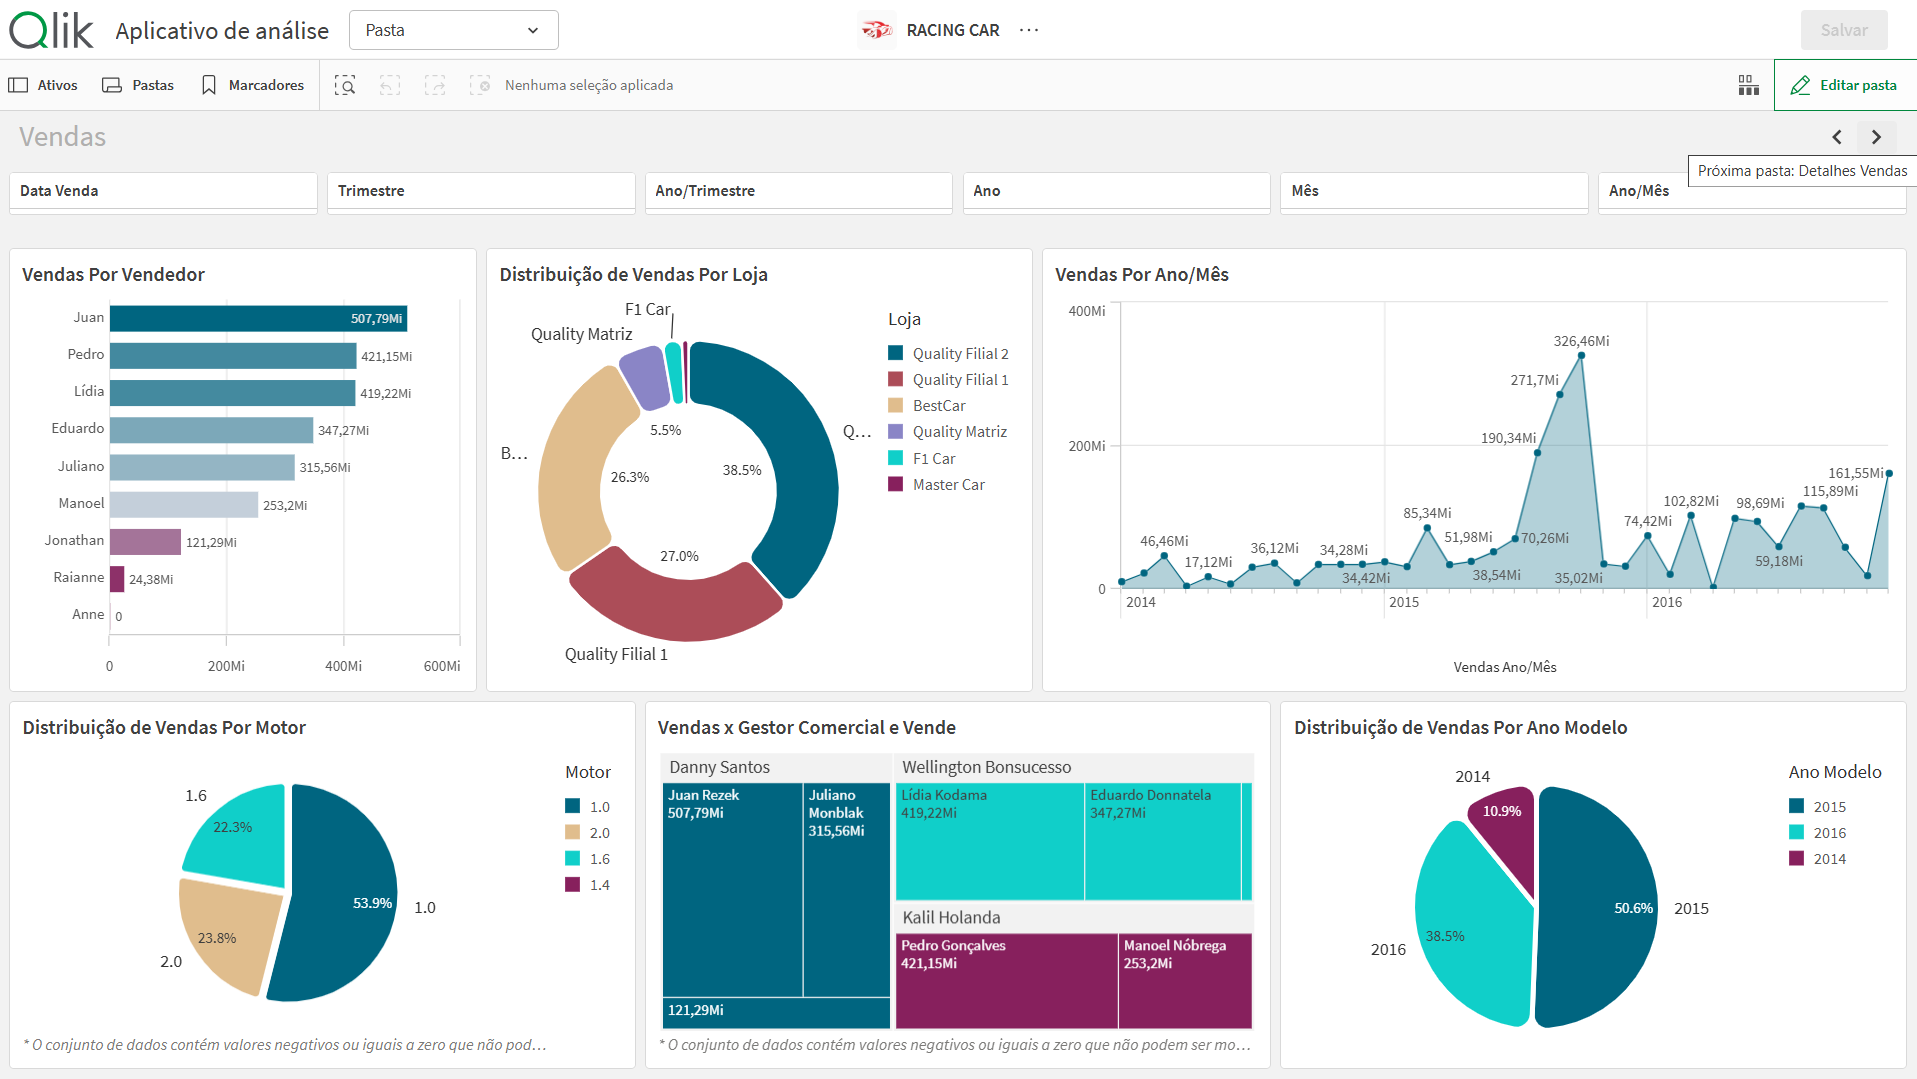 Qlik
Aplicativo de análise
Pasta
RACING CAR
...
Salvar
Ativos
Pastas
Marcadores
Nenhuma seleção aplicada
Editar pasta
Vendas
Próxima pasta: Detalhes Vendas
Data Venda
Trimestre
Ano/Trimestre
Ano
Mês
Ano/Mês
Vendas Por Vendedor
Juan
507,79Mi
Pedro
421,15Mi
Lídia
419,22Mi
Eduardo
347,27Mi
Juliano
315,56Mi
Manoel
253,2Mi
Jonathan
121,29Mi
Raianne
24,38Mi
Anne
0
0
200Mi
400Mi
600Mi
Distribuição de Vendas Por Loja
F1 Car
Quality Matriz
Q...
B...
5.5%
38.5%
26.3%
27.0%
Quality Filial 1
Loja
Quality Filial 2
Quality Filial 1
BestCar
Quality Matriz
F1 Car
Master Car
Vendas Por Ano/Mês
400Mi
200Mi
0
46,46Mi
17,12Mi
36,12Mi
34,28Mi
34,42Mi
85,34Mi
51,98Mi
38,54Mi
70,26Mi
190,34Mi
271,7Mi
326,46Mi
35,02Mi
74,42Mi
102,82Mi
98,69Mi
59,18Mi
115,89Mi
161,55Mi
2014
2015
2016
Vendas Ano/Mês
Distribuição de Vendas Por Motor
1.6
22.3%
53.9%
1.0
23.8%
2.0
Motor
1.0
2.0
1.6
1.4
* O conjunto de dados contém valores negativos ou iguais a zero que não pod...
Vendas x Gestor Comercial e Vende
Danny Santos
Juan Rezek
507,79Mi
Juliano
Monblak
315,56Mi
121,29Mi
Wellington Bonsucesso
Lídia Kodama
419,22Mi
Eduardo Donnatela
347,27Mi
Kalil Holanda
Pedro Gonçalves
421,15Mi
Manoel Nóbrega
253,2Mi
* O conjunto de dados contém valores negativos ou iguais a zero que não podem ser mo...
Distribuição de Vendas Por Ano Modelo
2014
10.9%
50.6%
2015
38.5%
2016
Ano Modelo
2015
2016
2014